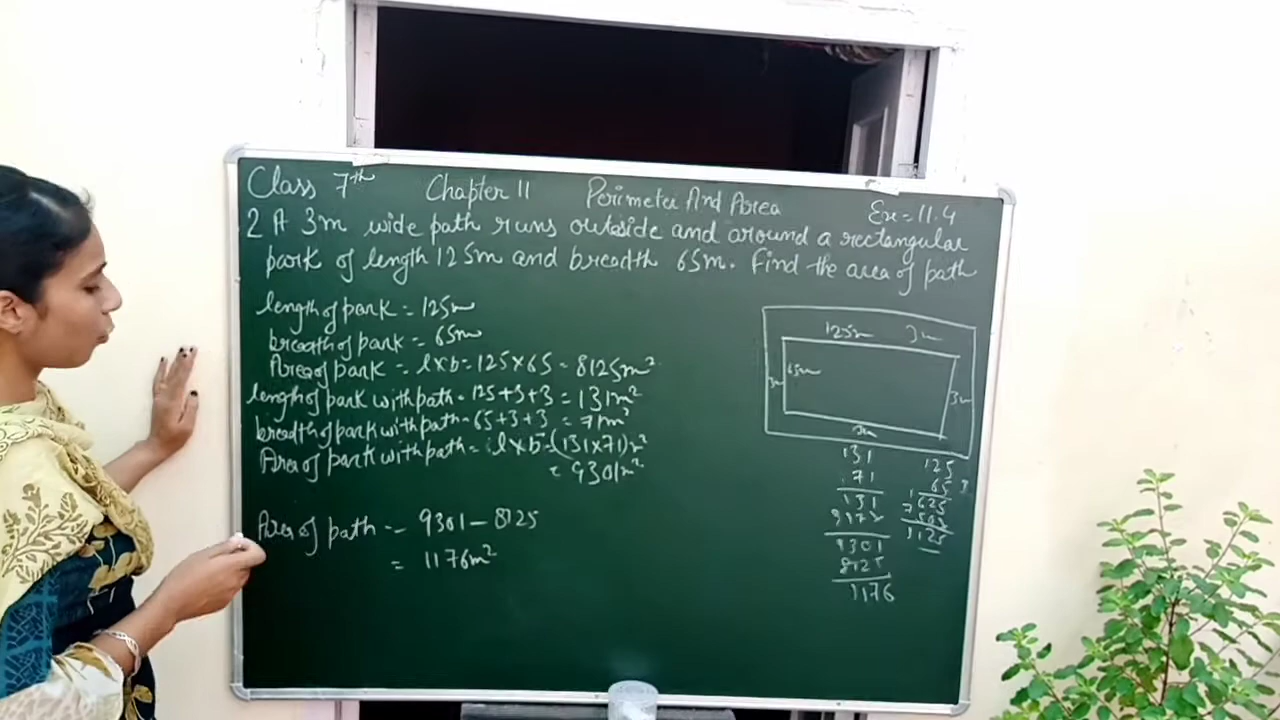 Class 7th Chapter 11 Perimeter And Area Ex = 11.4
2 A 3m wide path runs outside and around a rectangular
park of length 125m and breadth 65m. Find the area of path
length of park = 125m
breadth of park = 65m
Area of park = l×b = 125×65 = 8125m²
length of park with path = 125+3+3 = 131m²
breadth of park with path = 65+3+3 = 71m²
Area of park with path = l×b = (131×71)m²
= 9301m²
Area of path = 9301 – 8125
= 1176m²
125m 3m
65m
3m 3m
3m
131
71
131
917×
9301
8125
1176
125
65
625
750×
8125